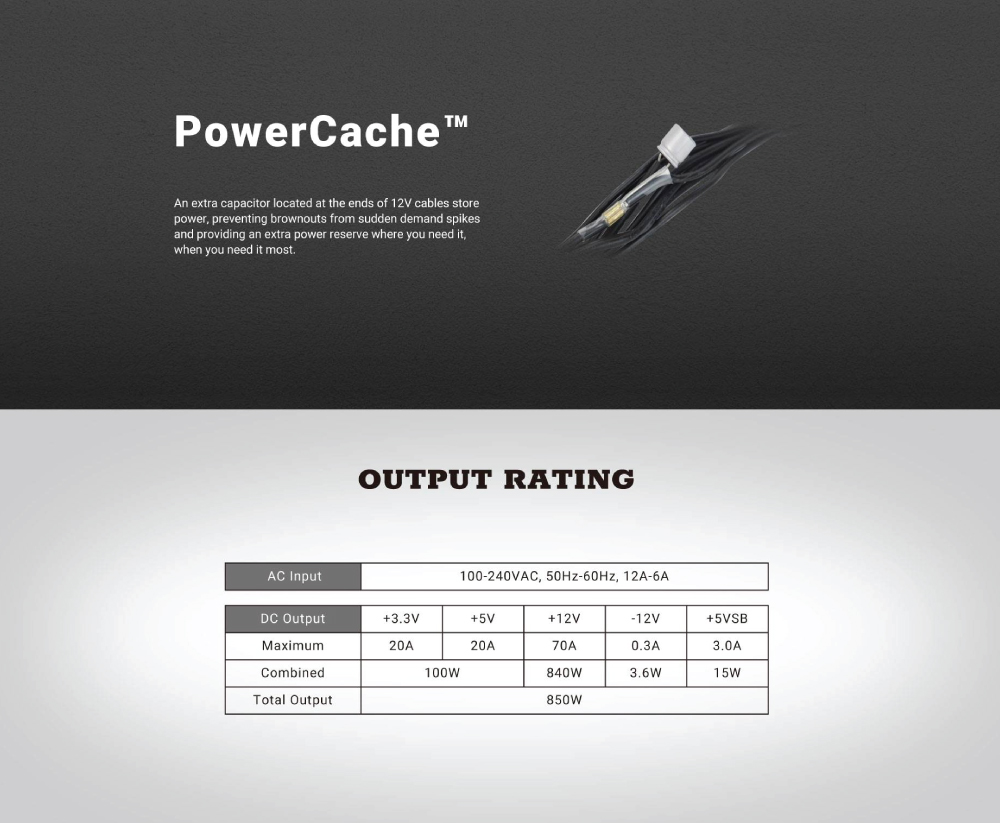 PowerCache™
An extra capacitor located at the ends of 12V cables store
power, preventing brownouts from sudden demand spikes
and providing an extra power reserve where you need it,
when you need it most.
OUTPUT RATING
AC Input 100-240VAC, 50Hz-60Hz, 12A-6A
DC Output +3.3V +5V +12V -12V +5VSB
Maximum 20A 20A 70A 0.3A 3.0A
Combined 100W 840W 3.6W 15W
Total Output 850W